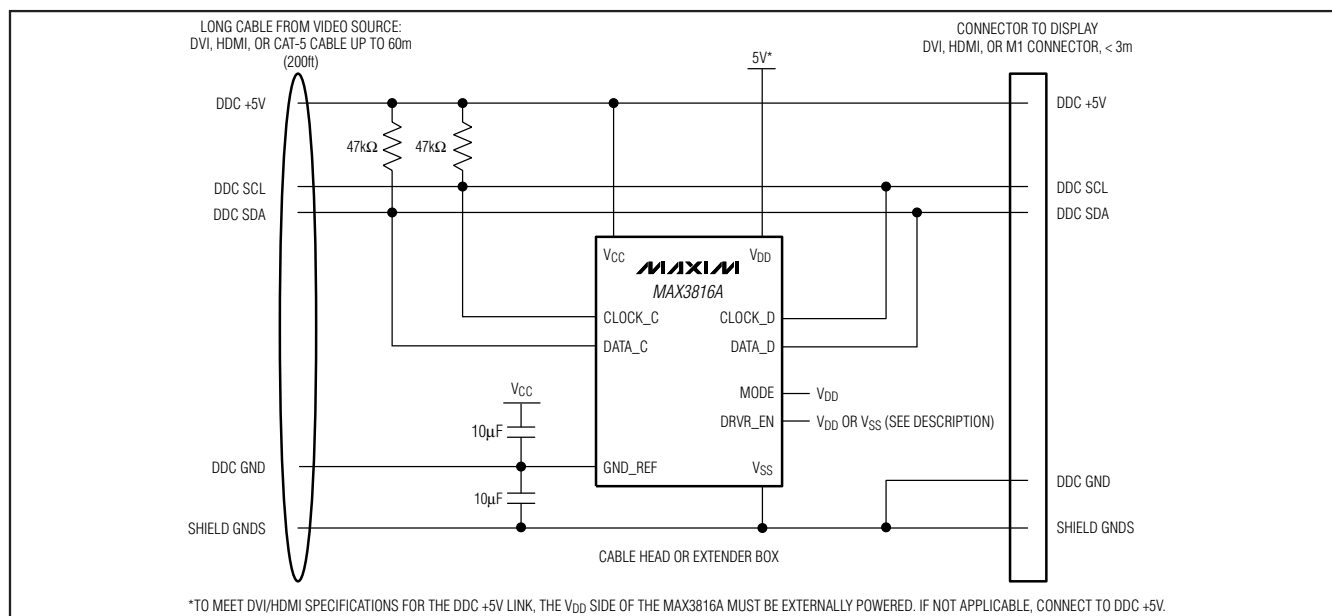 LONG CABLE FROM VIDEO SOURCE:
DVI, HDMI, OR CAT-5 CABLE UP TO 60m
(200ft)
CONNECTOR TO DISPLAY
DVI, HDMI, OR M1 CONNECTOR, < 3m
5V*
DDC +5V
DDC +5V
47kΩ
47kΩ
DDC SCL
DDC SCL
DDC SDA
DDC SDA
VCC
VDD
MAXIM
MAX3816A
CLOCK_C
CLOCK_D
DATA_C
DATA_D
MODE
VDD
VCC
DRVR_EN
VDD OR VSS (SEE DESCRIPTION)
10µF
DDC GND
GND_REF
VSS
DDC GND
10µF
SHIELD GNDS
SHIELD GNDS
CABLE HEAD OR EXTENDER BOX
*TO MEET DVI/HDMI SPECIFICATIONS FOR THE DDC +5V LINK, THE VDD SIDE OF THE MAX3816A MUST BE EXTERNALLY POWERED. IF NOT APPLICABLE, CONNECT TO DDC +5V.